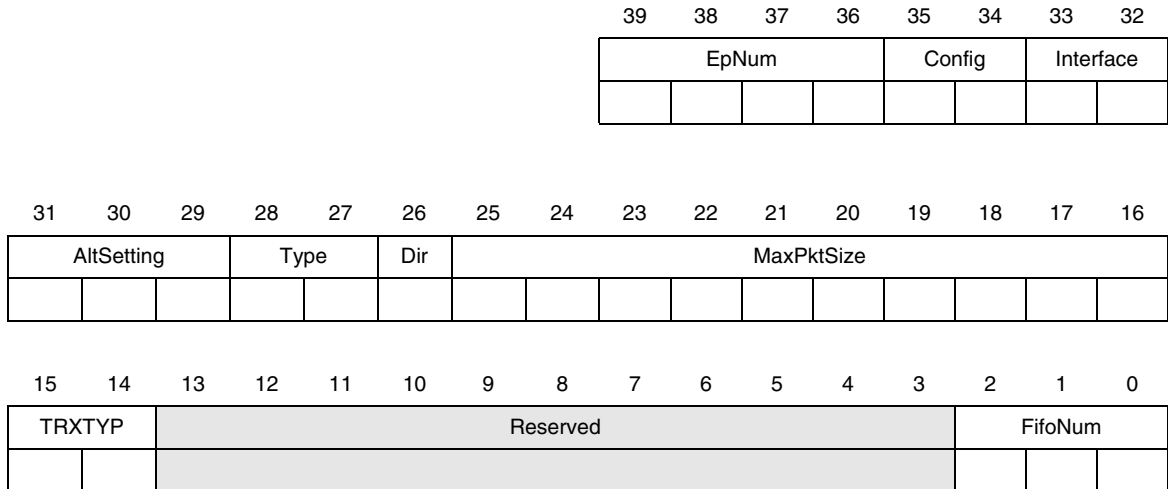 39 38 37 36 35 34 33 32
EpNum Config Interface
31 30 29 28 27 26 25 24 23 22 21 20 19 18 17 16
AltSetting Type Dir MaxPktSize
15 14 13 12 11 10 9 8 7 6 5 4 3 2 1 0
TRXTYP Reserved FifoNum